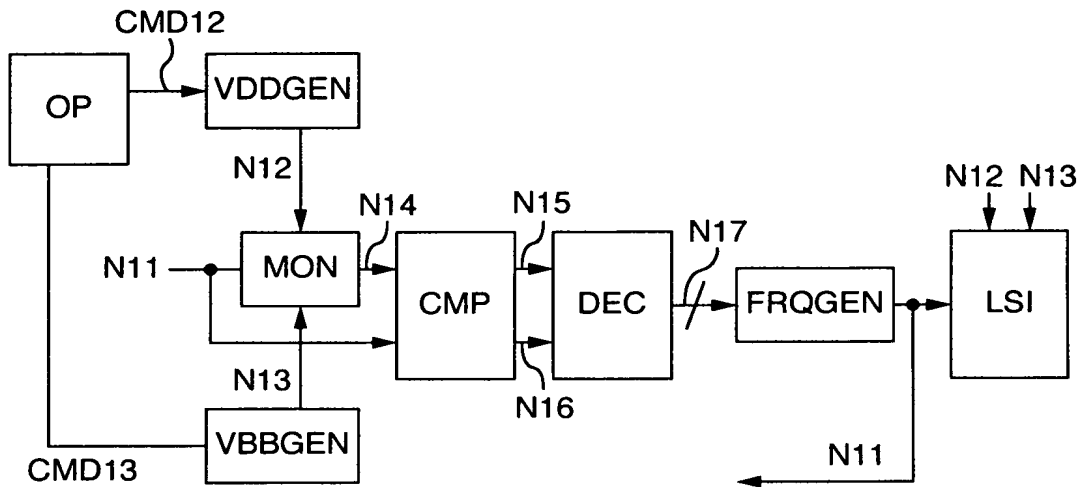 CMD12
OP
VDDGEN
N12
N12 N13
N14
N15
N17
N11
MON
CMP
DEC
FRQGEN
LSI
N13
N16
VBBGEN
CMD13
N11